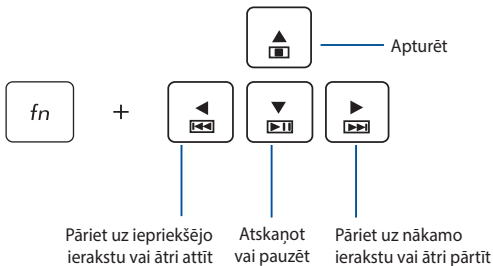 Apturēt
fn
+
Pāriet uz iepriekšējo
ierakstu vai ātri attīt
Atskaņot
vai pauzēt
Pāriet uz nākamo
ierakstu vai ātri pārtīt